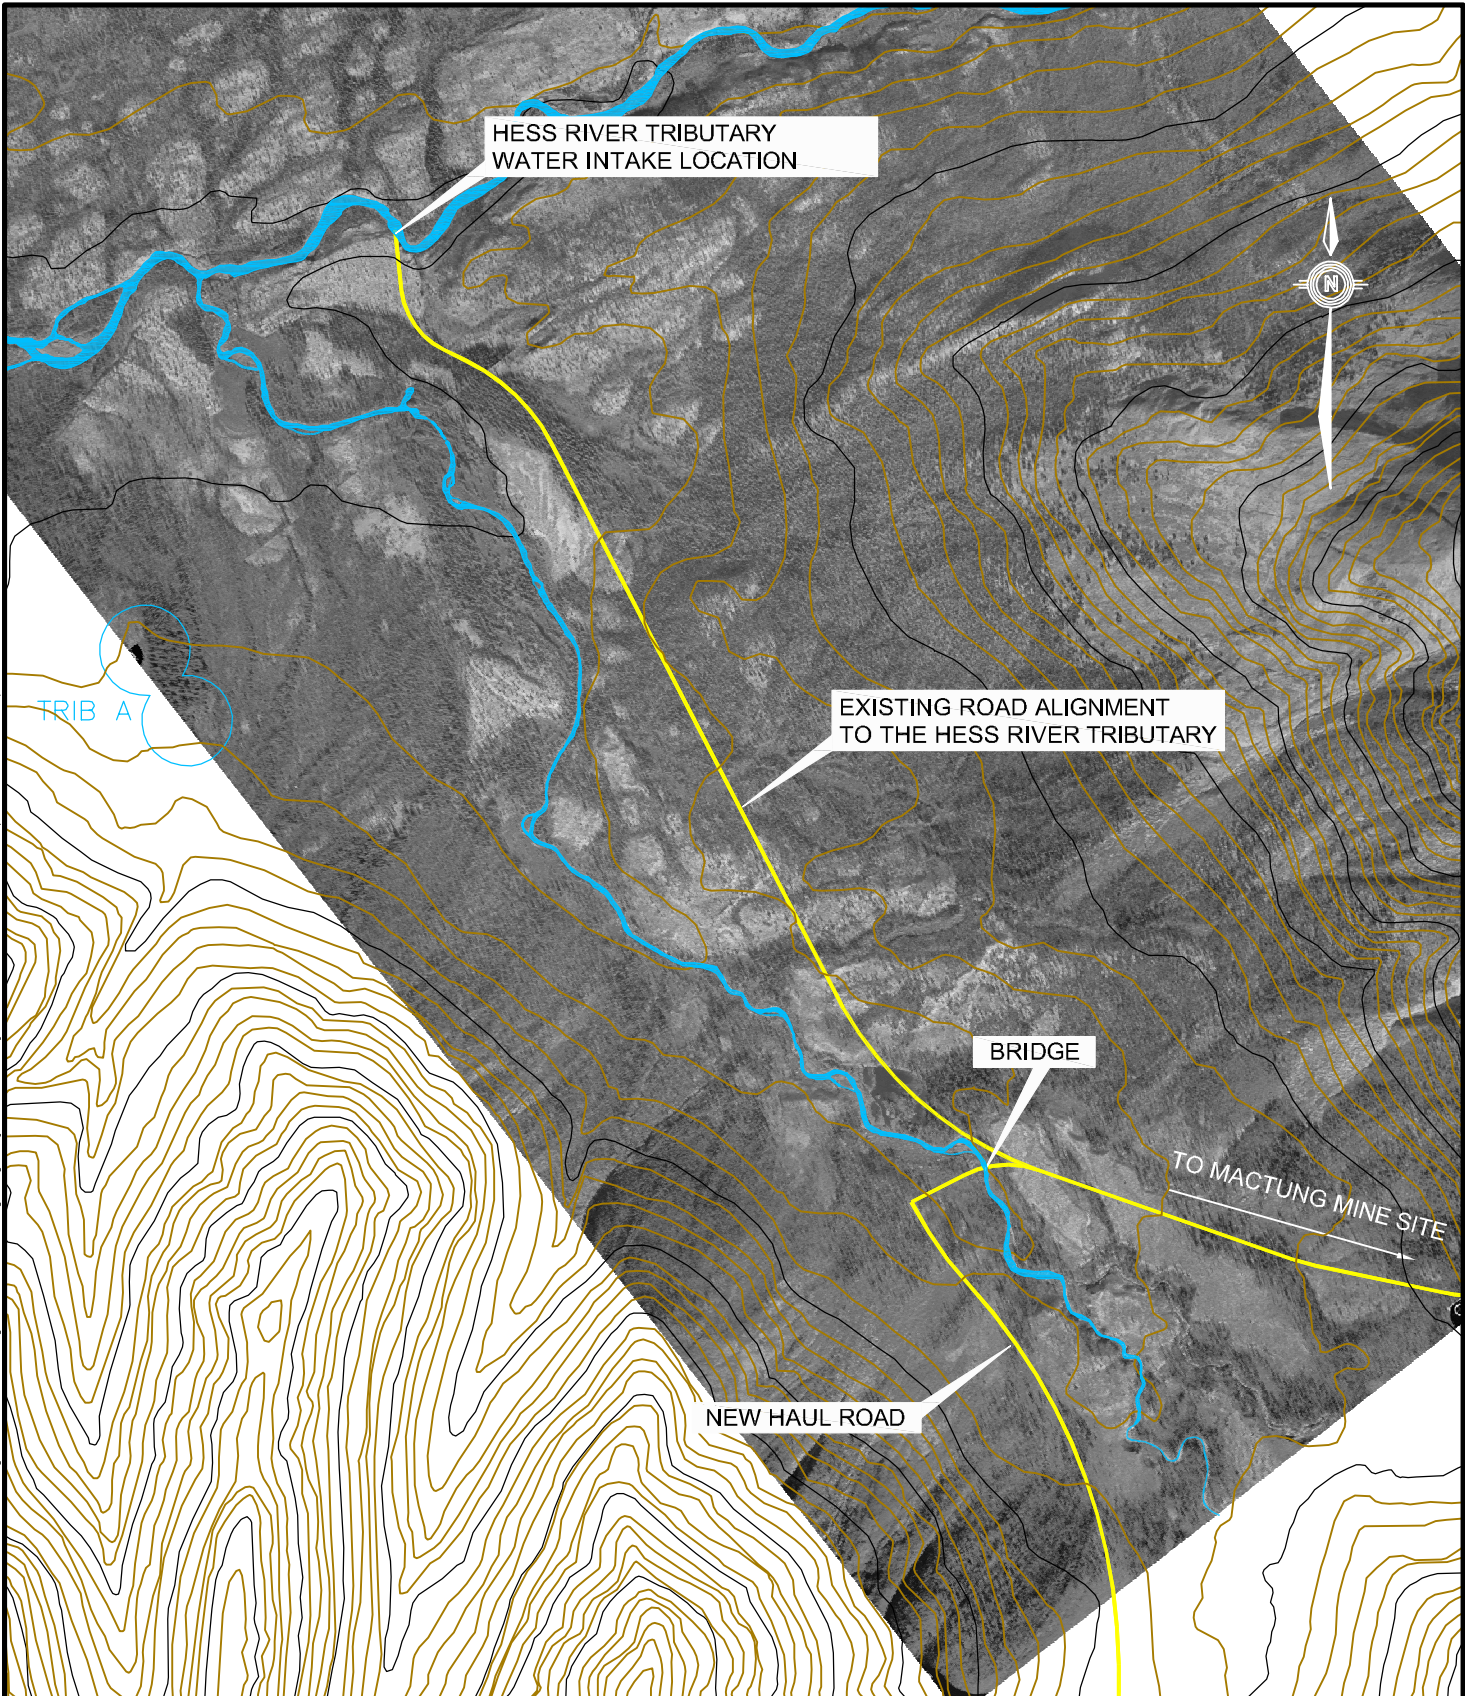 HESS RIVER TRIBUTARY
WATER INTAKE LOCATION
N
TRIB A
EXISTING ROAD ALIGNMENT
TO THE HESS RIVER TRIBUTARY
BRIDGE
TO MACTUNG MINE SITE
NEW HAUL ROAD